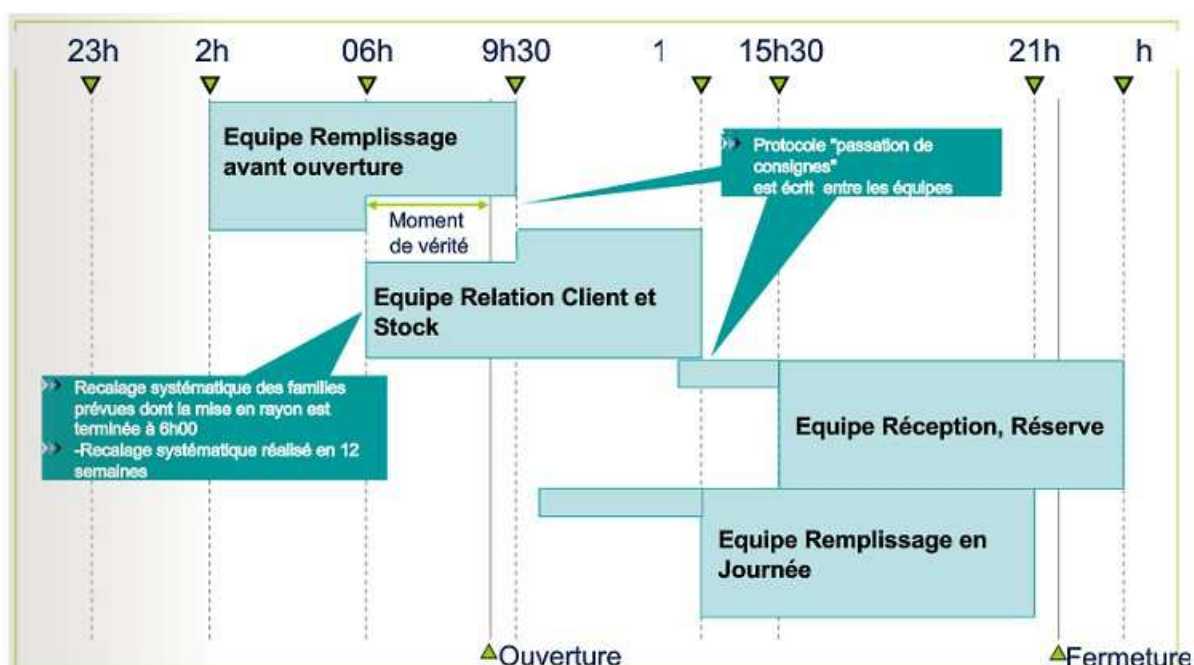 23h 2h 06h 9h30 1 15h30 21h h
Equipe Remplissage
avant ouverture
Protocole "passation de
consignes"
est écrit entre les équipes
Moment
de vérité
Equipe Relation Client et
Stock
Recalage systématique des familles
prévues dont la mise en rayon est
terminée à 6h00
-Recalage systématique réalisé en 12
semaines
Equipe Réception, Réserve
Equipe Remplissage en
Journée
Ouverture
Fermeture